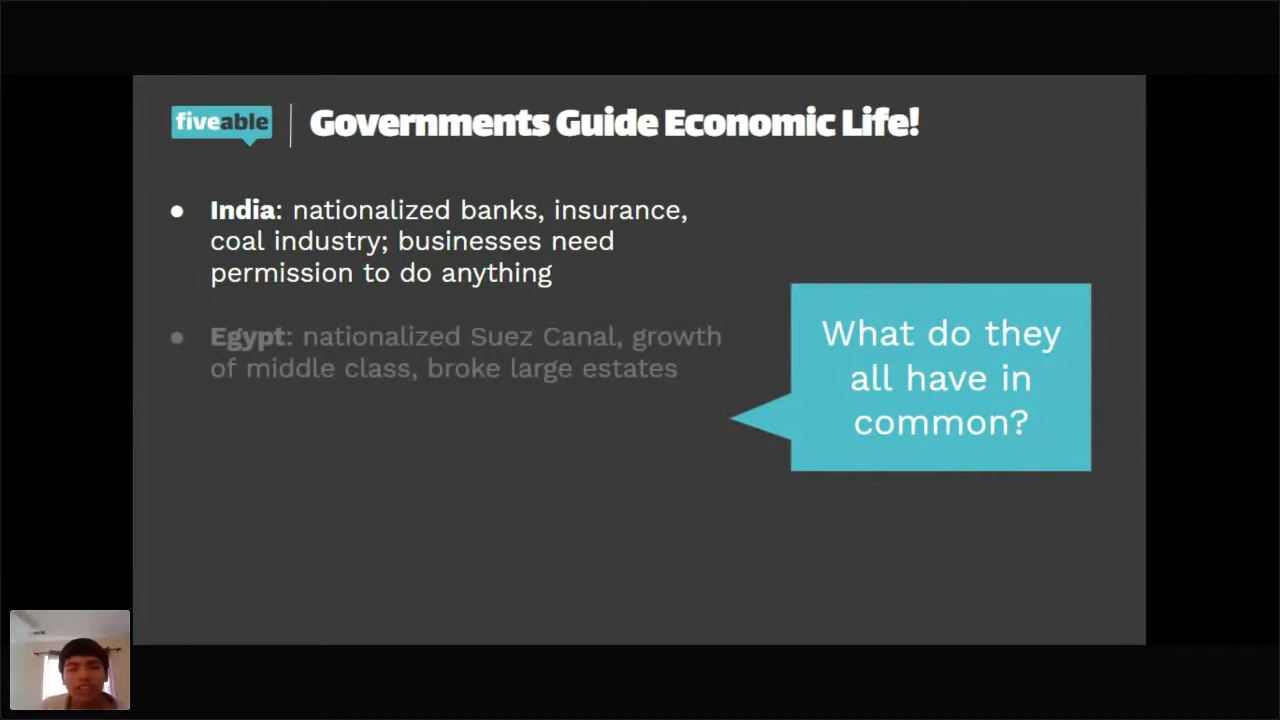 fiveable
Governments Guide Economic Life!
● India: nationalized banks, insurance,
coal industry; businesses need
permission to do anything
● Egypt: nationalized Suez Canal, growth
of middle class, broke large estates
What do they
all have in
common?